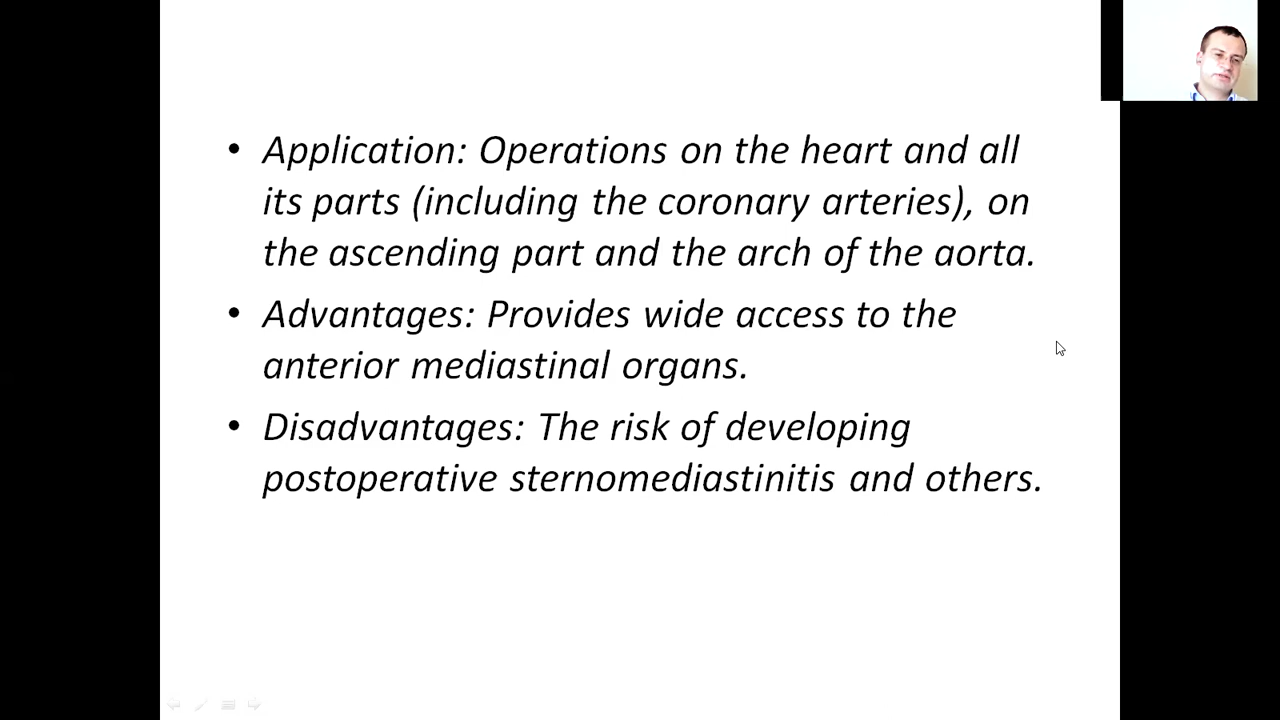 • Application: Operations on the heart and all
its parts (including the coronary arteries), on
the ascending part and the arch of the aorta.
• Advantages: Provides wide access to the
anterior mediastinal organs.
• Disadvantages: The risk of developing
postoperative sternomediastinitis and others.